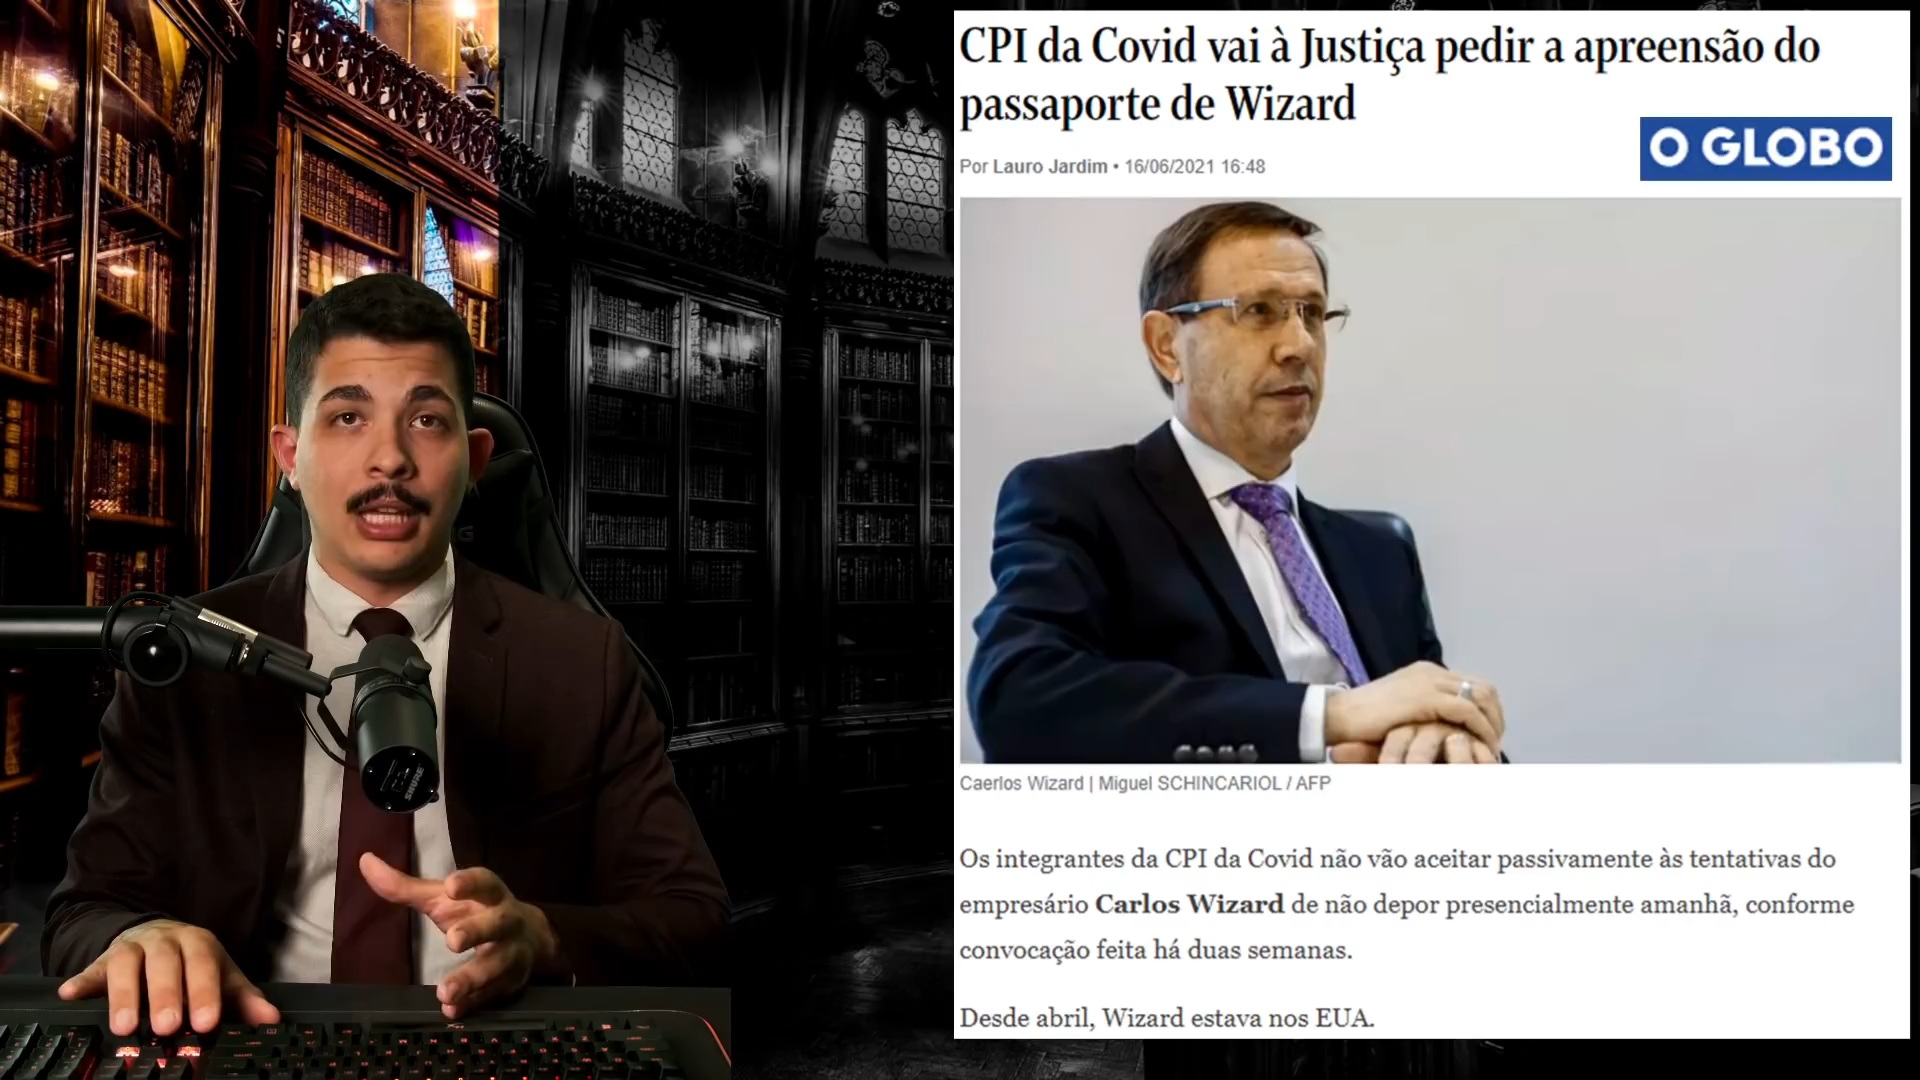 CPI da Covid vai à Justiça pedir a apreensão do
passaporte de Wizard
O GLOBO
Por Lauro Jardim • 16/06/2021 16:48
Caerlos Wizard | Miguel SCHINCARIOL / AFP
Os integrantes da CPI da Covid não vão aceitar passivamente às tentativas do
empresário Carlos Wizard de não depor presencialmente amanhã, conforme
convocação feita há duas semanas.
Desde abril, Wizard estava nos EUA.
SHURE